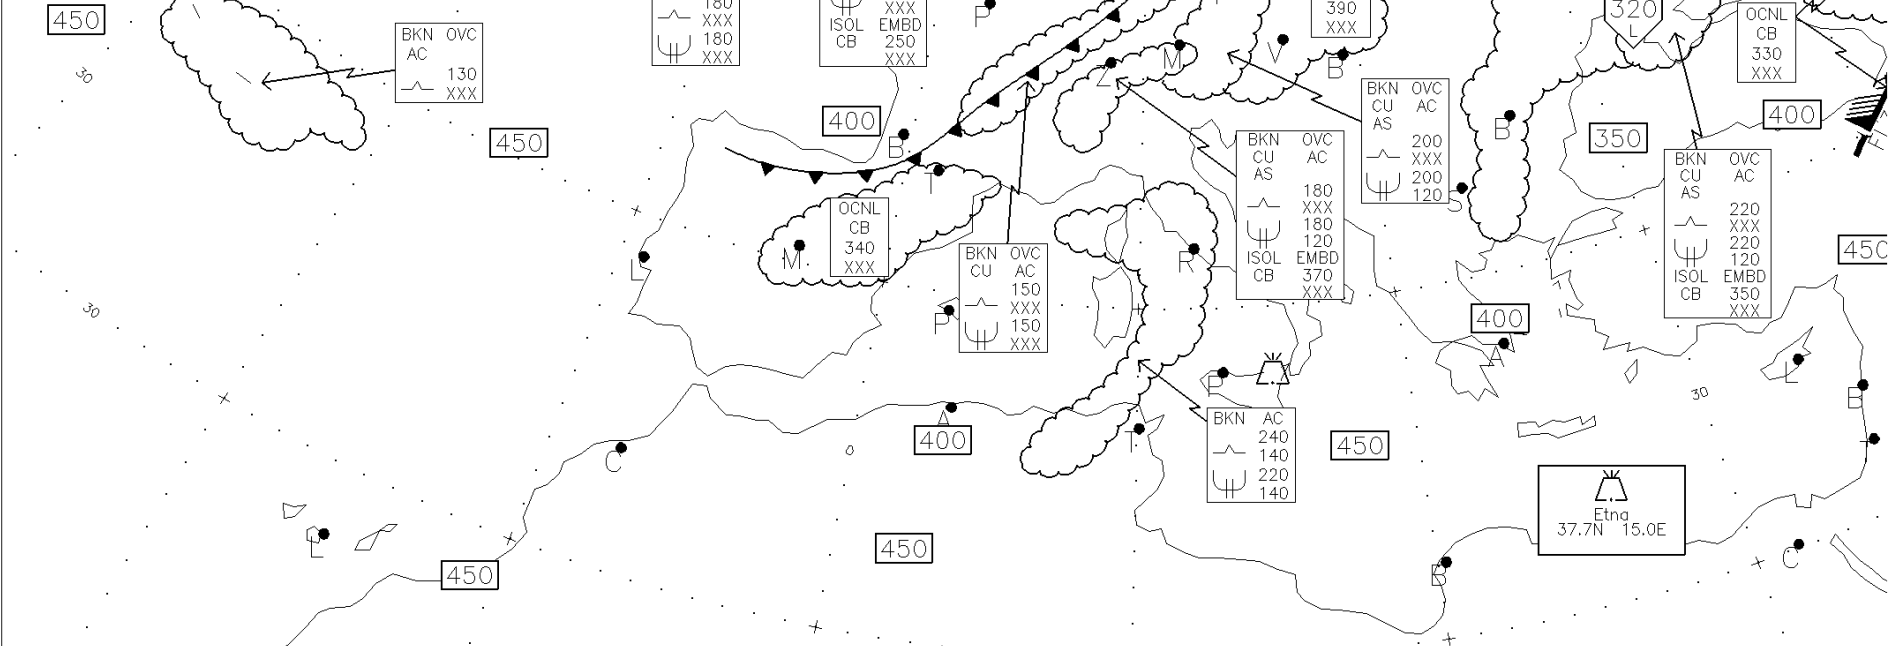 450
30
BKN OVC
AC
130
XXX
180
XXX
180
XXX
XXX
ISOL EMBD
CB 250
XXX
P
390
XXX
320
L
OCNL
CB
330
XXX
M
Z
V
B
450
400
B
T
BKN OVC
CU AC
AS
200
XXX
200
120
B
350
400
BKN OVC
CU AC
AS
180
XXX
180
120
ISOL EMBD
CB 370
XXX
BKN OVC
CU AC
AS
220
XXX
220
120
ISOL EMBD
CB 350
XXX
S
450
OCNL
CB
340
XXX
M
L
R
BKN OVC
CU AC
150
XXX
150
XXX
P
30
400
A
L
B
30
P
BKN AC
240
140
220
140
A
400
T
0
C
450
T
Etna
37.7N 15.0E
L
450
450
B
C